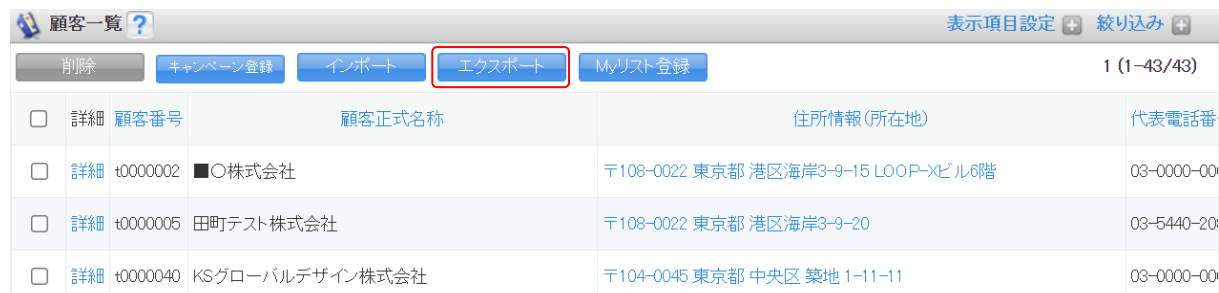 顧客一覧 ? 表示項目設定 + 絞り込み +
削除 キャンペーン登録 インポート エクスポート Myリスト登録 1 (1-43/43)
詳細 顧客番号 顧客正式名称 住所情報(所在地) 代表電話番
詳細 t0000002 ■○株式会社 〒108-0022 東京都 港区海岸3-9-15 LOOP-Xビル6階 03-0000-00
詳細 t0000005 田町テスト株式会社 〒108-0022 東京都 港区海岸3-9-20 03-5440-20
詳細 t0000040 KSグローバルデザイン株式会社 〒104-0045 東京都 中央区 築地 1-11-11 03-0000-00